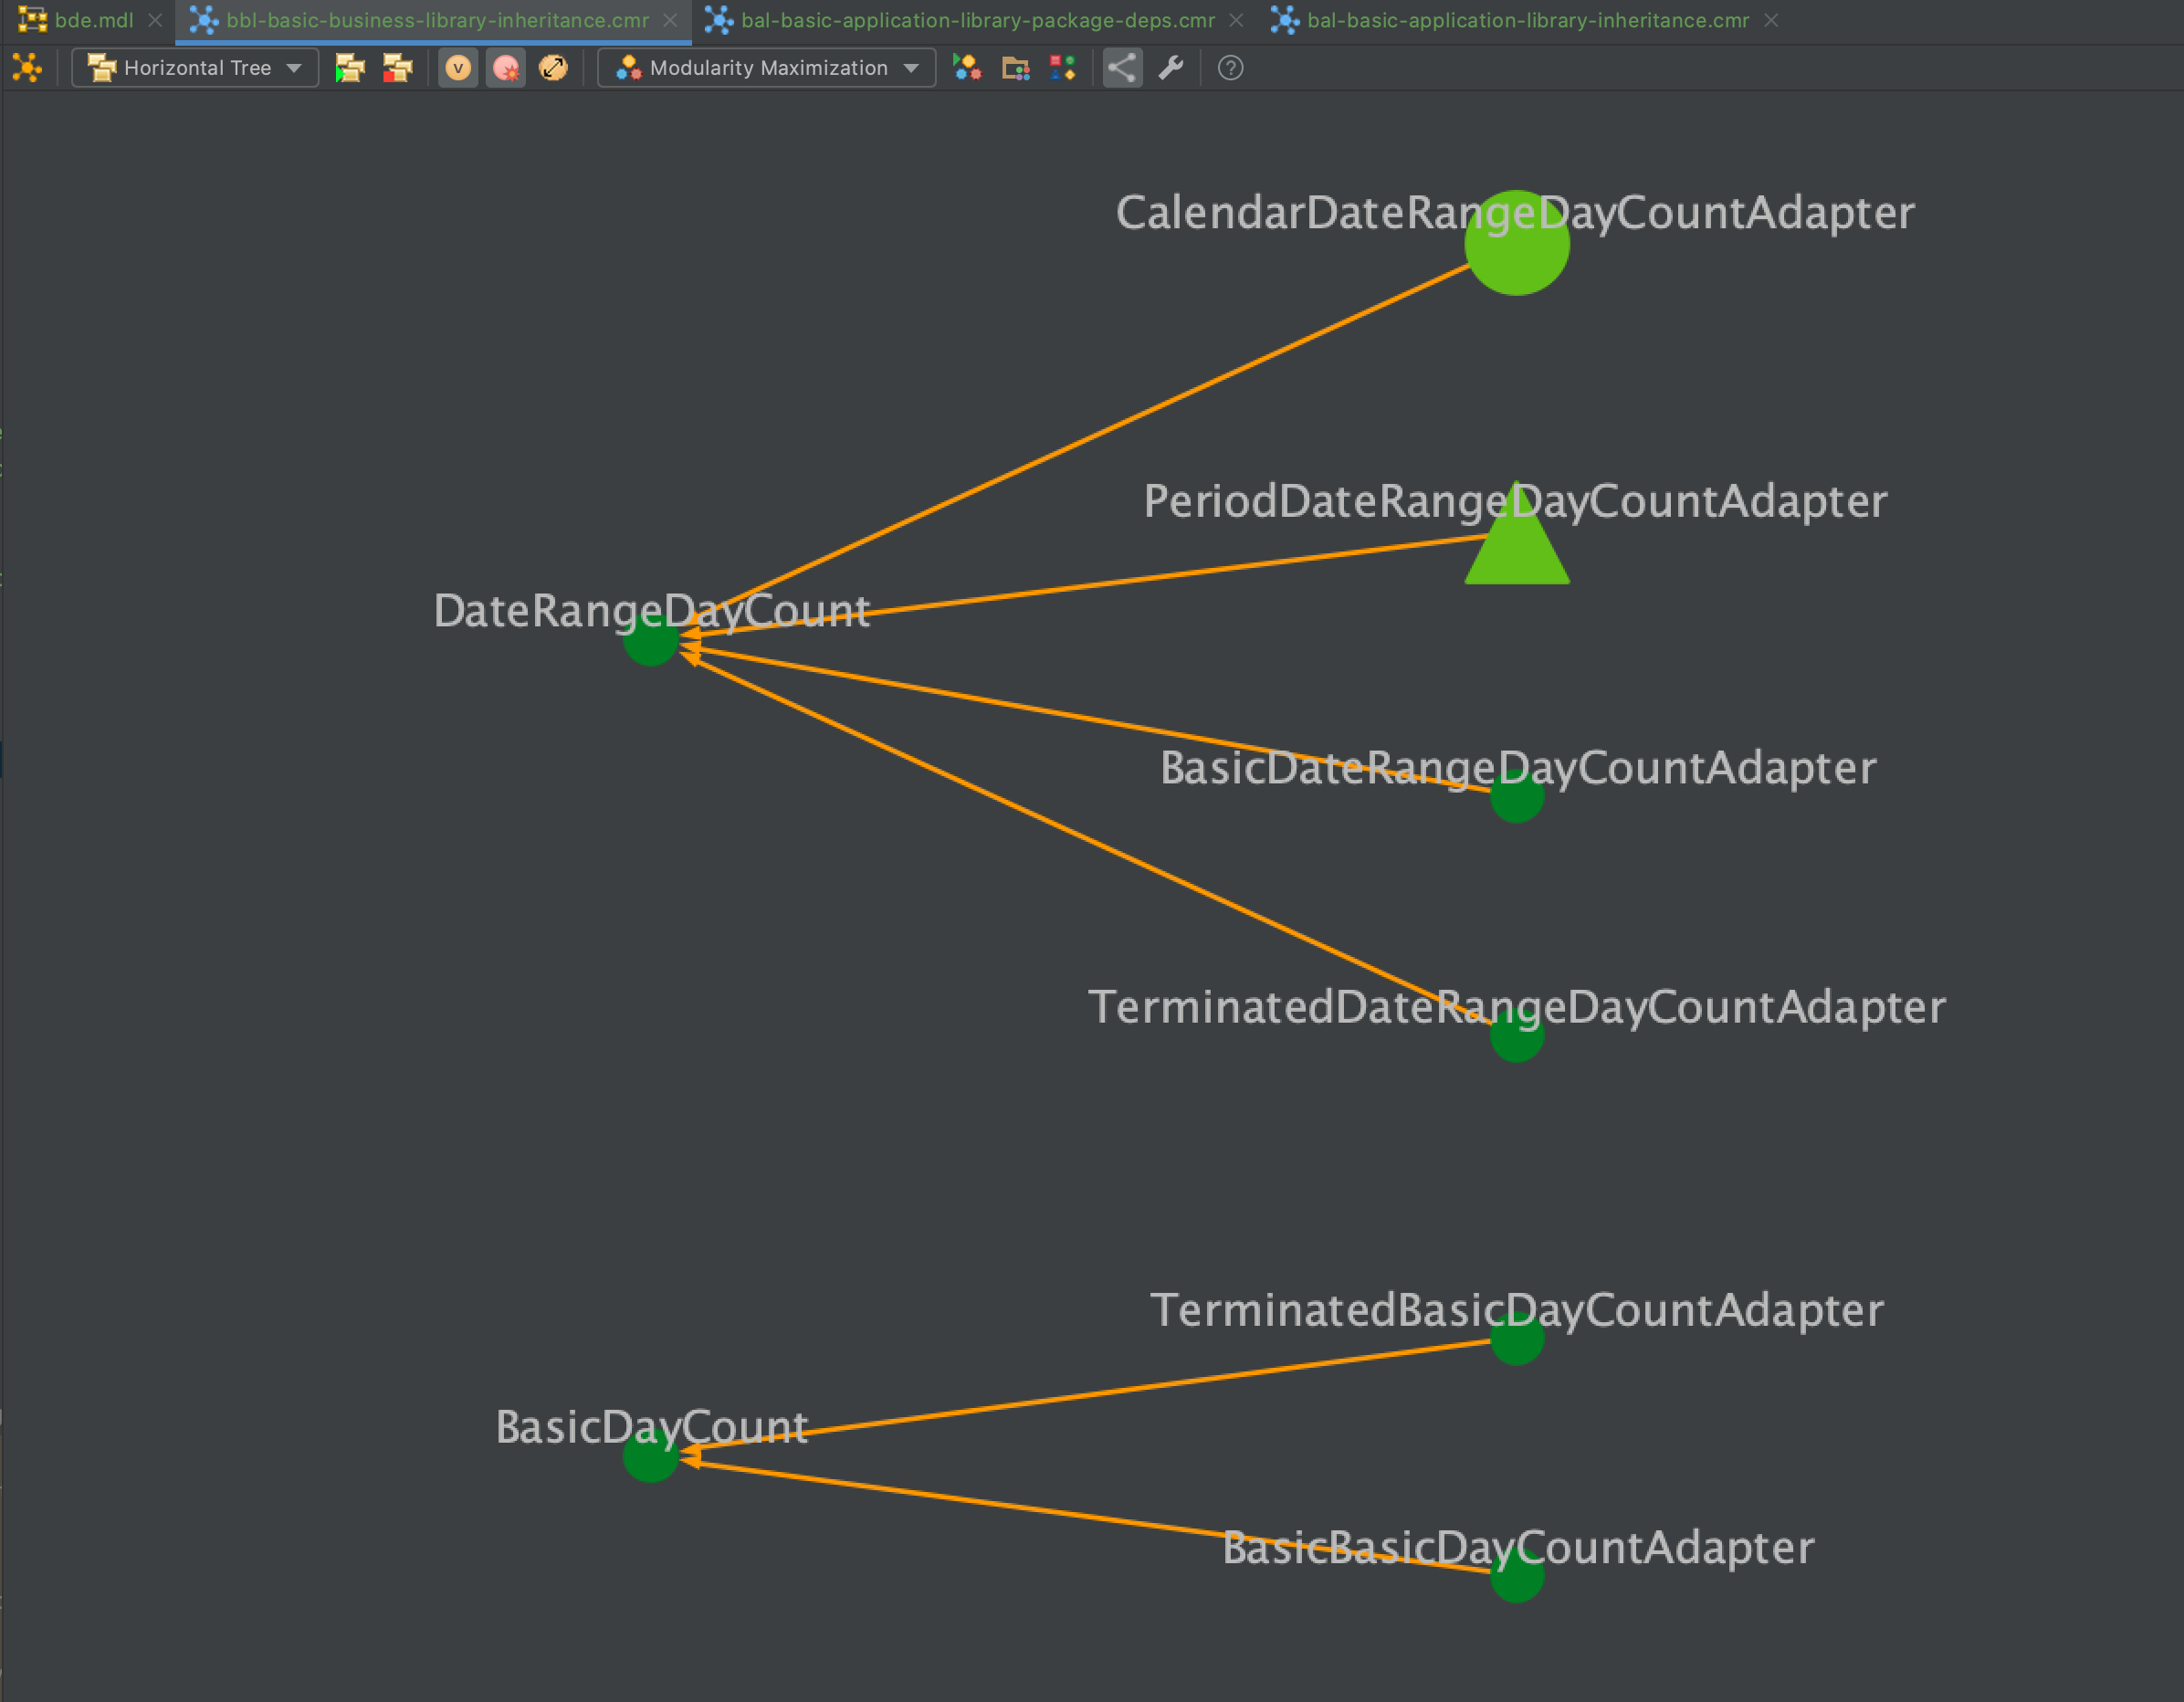 bde.mdl
bbl-basic-business-library-inheritance.cmr
bal-basic-application-library-package-deps.cmr
bal-basic-application-library-inheritance.cmr
Horizontal Tree
V
Modularity Maximization
?
CalendarDateRangeDayCountAdapter
PeriodDateRangeDayCountAdapter
DateRangeDayCount
BasicDateRangeDayCountAdapter
TerminatedDateRangeDayCountAdapter
TerminatedBasicDayCountAdapter
BasicDayCount
BasicBasicDayCountAdapter